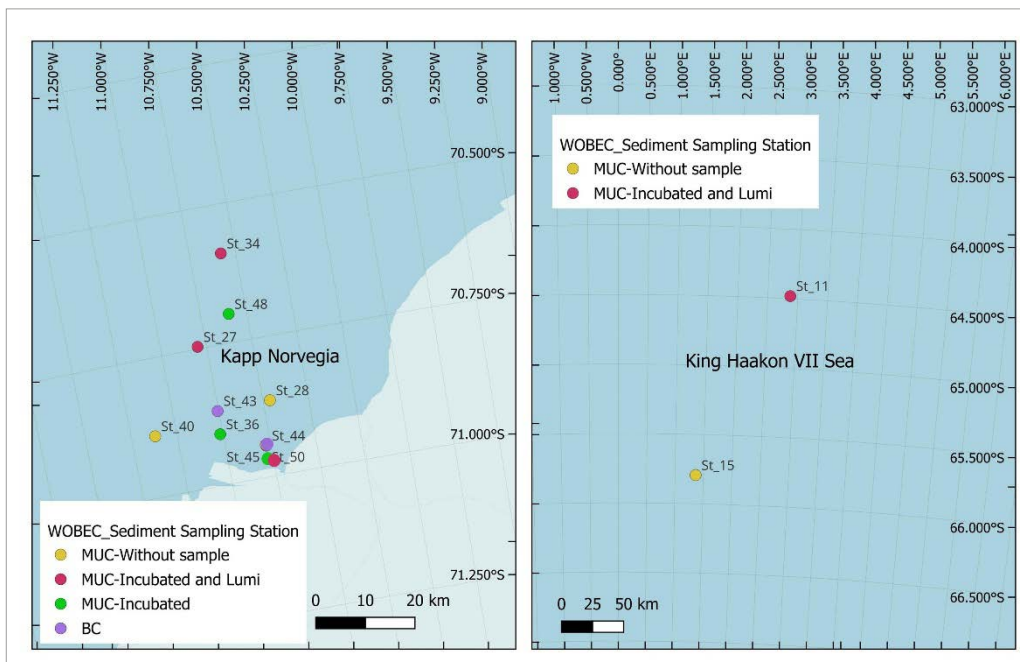 11.250°W
11.000°W
10.750°W
10.500°W
10.250°W
10.000°W
9.750°W
9.500°W
9.250°W
9.000°W
70.500°S
70.750°S
71.000°S
71.250°S
St_34
St_48
St_27
Kapp Norvegia
St_28
St_43
St_40
St_36
St_44
St_45
St_50
WOBEC_Sediment Sampling Station
MUC-Without sample
MUC-Incubated and Lumi
MUC-Incubated
BC
0 10 20 km
1.000°W
0.500°W
0.000°
0.500°E
1.000°E
1.500°E
2.000°E
2.500°E
3.000°E
3.500°E
4.000°E
4.500°E
5.000°E
5.500°E
6.000°E
63.000°S
63.500°S
64.000°S
64.500°S
65.000°S
65.500°S
66.000°S
66.500°S
WOBEC_Sediment Sampling Station
MUC-Without sample
MUC-Incubated and Lumi
St_11
King Haakon VII Sea
St_15
0 25 50 km